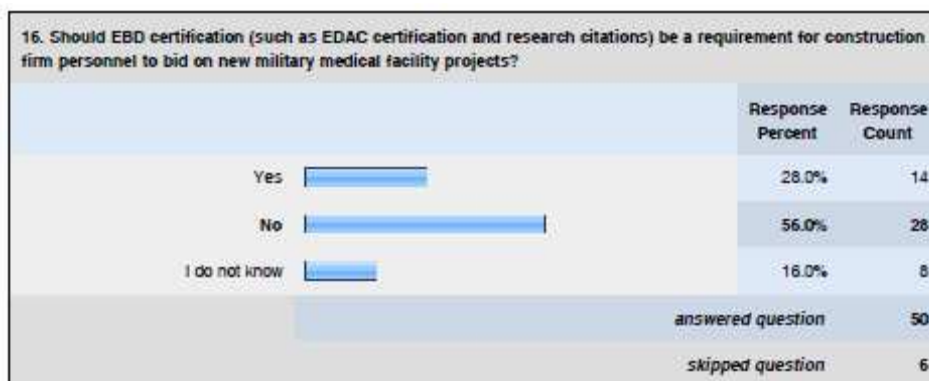 16. Should EBD certification (such as EDAC certification and research citations) be a requirement for construction
firm personnel to bid on new military medical facility projects?
Response Percent Response Count
Yes 28.0% 14
No 56.0% 28
I do not know 16.0% 8
answered question 50
skipped question 6